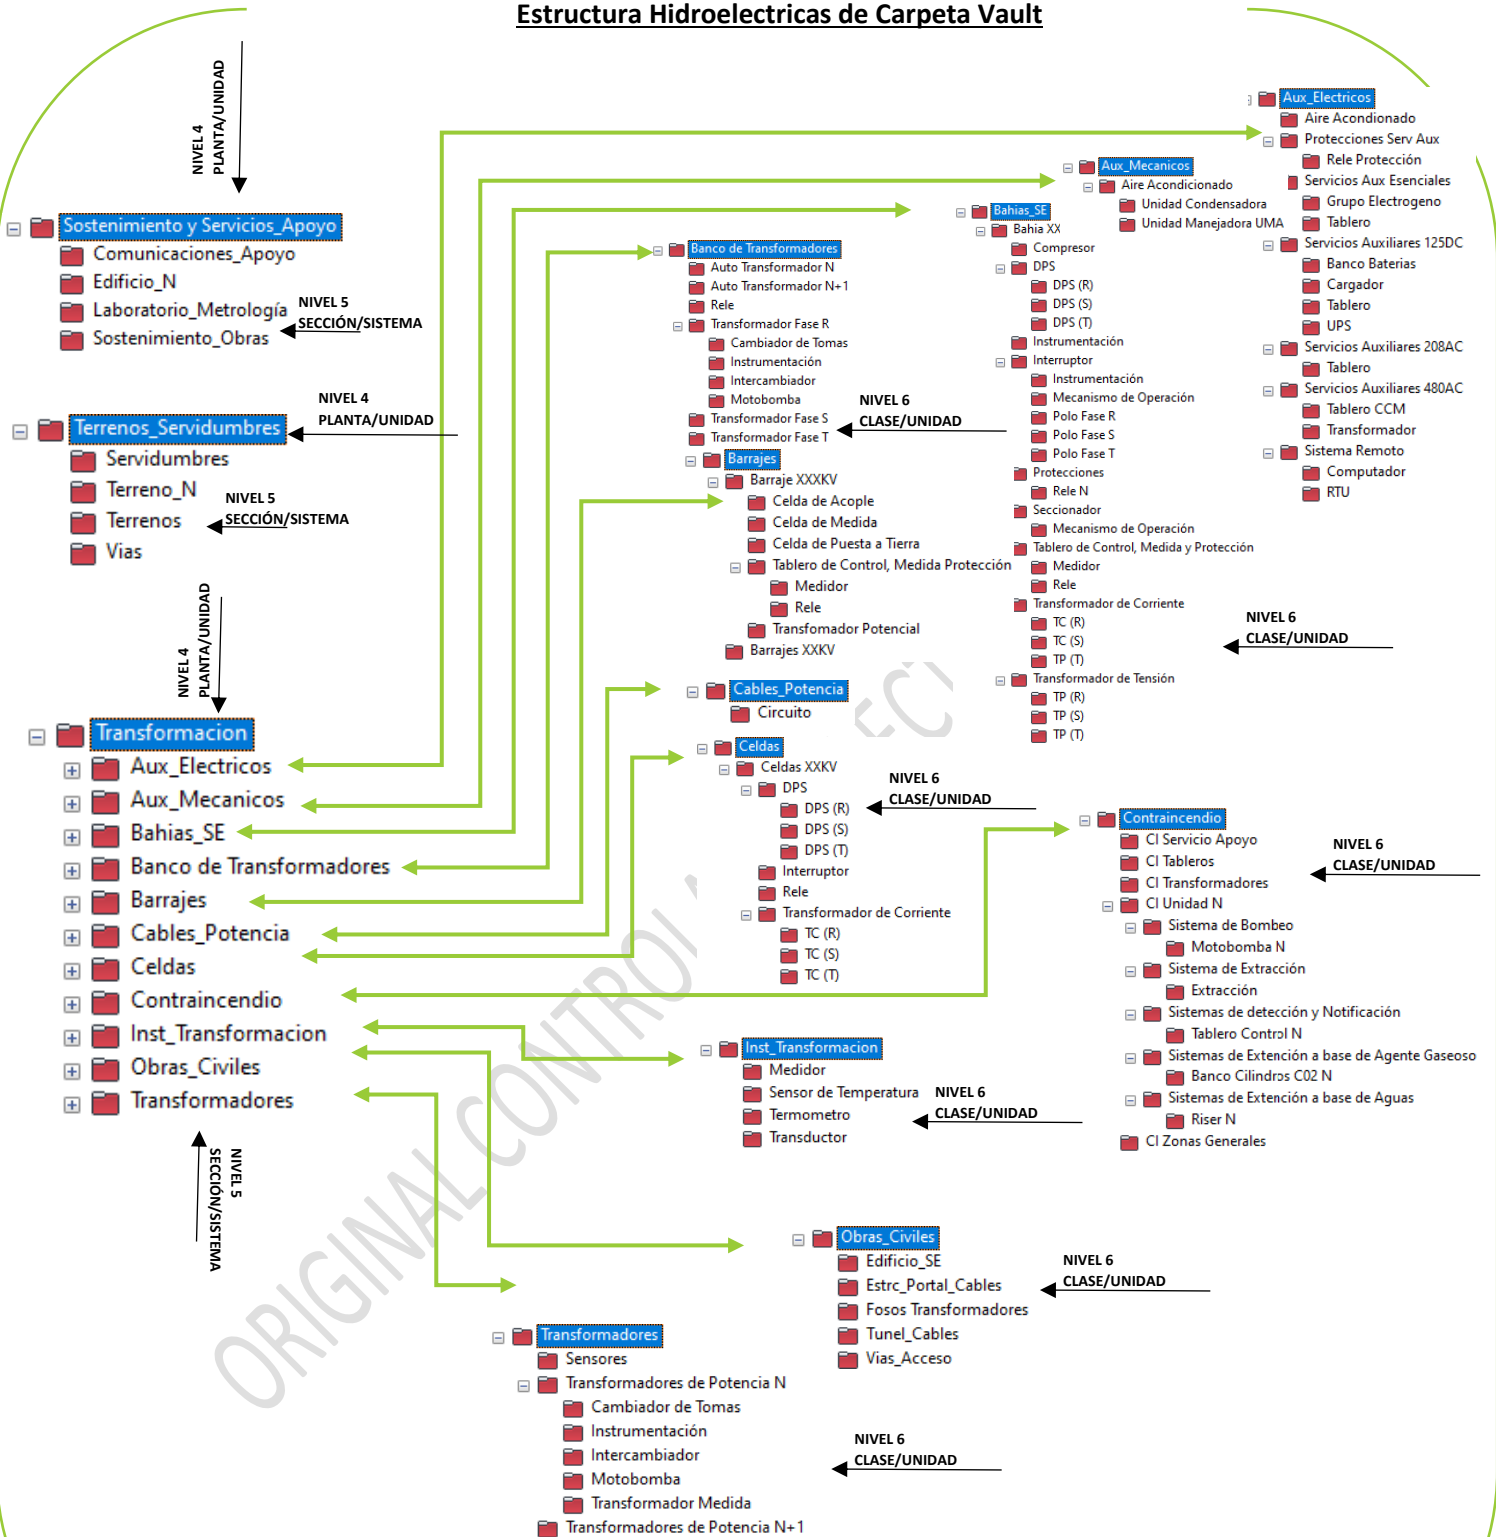 Estructura Hidroelectricas de Carpeta Vault
NIVEL 4
PLANTA/UNIDAD
Sostenimiento y Servicios_Apoyo
Comunicaciones_Apoyo
Edificio_N
Laboratorio_Metrología
Sostenimiento_Obras
NIVEL 5
SECCIÓN/SISTEMA
NIVEL 4
PLANTA/UNIDAD
Terrenos_Servidumbres
Servidumbres
Terreno_N
Terrenos
Vias
NIVEL 5
SECCIÓN/SISTEMA
NIVEL 4
PLANTA/UNIDAD
Transformacion
Aux_Electricos
Aux_Mecanicos
Bahias_SE
Banco de Transformadores
Barrajes
Cables_Potencia
Celdas
Contraincendio
Inst_Transformacion
Obras_Civiles
Transformadores
NIVEL 5
SECCIÓN/SISTEMA
Aux_Electricos
Aire Acondionado
Protecciones Serv Aux
Rele Protección
Servicios Aux Esenciales
Grupo Electrogeno
Tablero
Servicios Auxiliares 125DC
Banco Baterias
Cargador
Tablero
UPS
Servicios Auxiliares 208AC
Tablero
Servicios Auxiliares 480AC
Tablero CCM
Transformador
Sistema Remoto
Computador
RTU
Aux_Mecanicos
Aire Acondicionado
Unidad Condensadora
Unidad Manejadora UMA
Bahias_SE
Bahia XX
Compresor
DPS
DPS (R)
DPS (S)
DPS (T)
Instrumentación
Interruptor
Instrumentación
Mecanismo de Operación
Polo Fase R
Polo Fase S
Polo Fase T
Protecciones
Rele N
Seccionador
Mecanismo de Operación
Tablero de Control, Medida y Protección
Medidor
Rele
Transformador de Corriente
TC (R)
TC (S)
TP (T)
Transformador de Tensión
TP (R)
TP (S)
TP (T)
NIVEL 6
CLASE/UNIDAD
Banco de Transformadores
Auto Transformador N
Auto Transformador N+1
Rele
Transformador Fase R
Cambiador de Tomas
Instrumentación
Intercambiador
Motobomba
Transformador Fase S
Transformador Fase T
NIVEL 6
CLASE/UNIDAD
Barrajes
Barraje XXXKV
Celda de Acople
Celda de Medida
Celda de Puesta a Tierra
Tablero de Control, Medida Protección
Medidor
Rele
Transfomador Potencial
Barrajes XXKV
Cables_Potencia
Circuito
Celdas
Celdas XXKV
DPS
DPS (R)
DPS (S)
DPS (T)
Interruptor
Rele
Transformador de Corriente
TC (R)
TC (S)
TC (T)
NIVEL 6
CLASE/UNIDAD
Contraincendio
CI Servicio Apoyo
CI Tableros
CI Transformadores
CI Unidad N
Sistema de Bombeo
Motobomba N
Sistema de Extracción
Extracción
Sistemas de detección y Notificación
Tablero Control N
Sistemas de Extención a base de Agente Gaseoso
Banco Cilindros C02 N
Sistemas de Extención a base de Aguas
Riser N
CI Zonas Generales
NIVEL 6
CLASE/UNIDAD
Inst_Transformacion
Medidor
Sensor de Temperatura
Termometro
Transductor
NIVEL 6
CLASE/UNIDAD
Obras_Civiles
Edificio_SE
Estrc_Portal_Cables
Fosos Transformadores
Tunel_Cables
Vias_Acceso
NIVEL 6
CLASE/UNIDAD
Transformadores
Sensores
Transformadores de Potencia N
Cambiador de Tomas
Instrumentación
Intercambiador
Motobomba
Transformador Medida
Transformadores de Potencia N+1
NIVEL 6
CLASE/UNIDAD
ORIGINAL